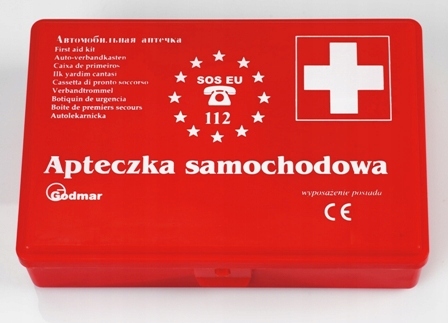 Автомобильная аптечка
First aid kit
Auto-verbandkasten
Caixa de primeiros
Ilk yardim cantasi
Cassetta di pronto soccorso
Verbandtrommel
Botiquin de urgencia
Boite de premiers secours
Autolekarnicka
SOS EU
112
Apteczka samochodowa
Godmar
wyposażenie posiada
CE